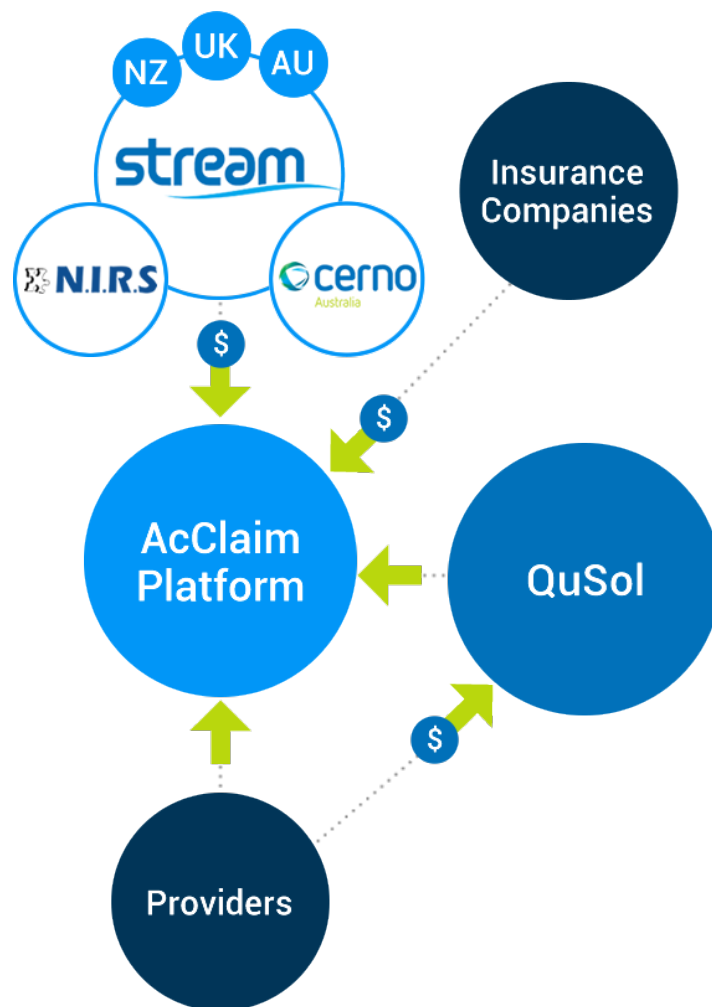 NZ
UK
AU
stream
Insurance
Companies
N.I.R.S
cerno
Australia
$
$
AcClaim
Platform
QuSol
$
Providers